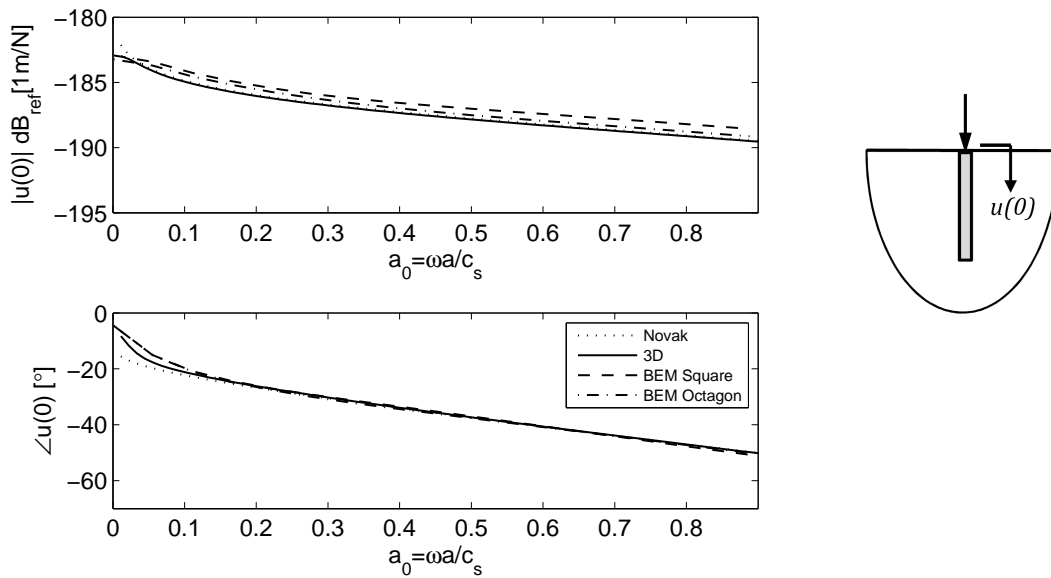 −180
−185
−190
−195
|u(0)| dB_ref[1m/N]
0 0.1 0.2 0.3 0.4 0.5 0.6 0.7 0.8
a_0=ωa/c_s
u(0)
0
−20
−40
−60
∠u(0) [°]
Novak
3D
BEM Square
BEM Octagon
0 0.1 0.2 0.3 0.4 0.5 0.6 0.7 0.8
a_0=ωa/c_s